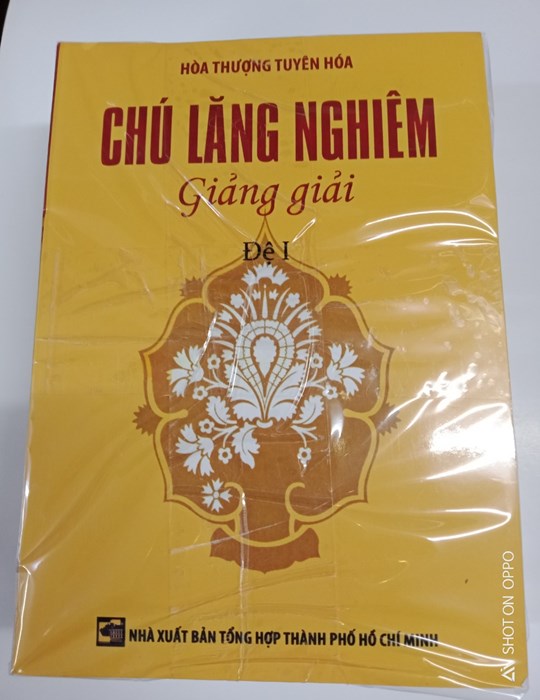 HÒA THƯỢNG TUYÊN HÓA
CHÚ LĂNG NGHIÊM
Giảng giải
Đệ I
NHÀ XUẤT BẢN TỔNG HỢP THÀNH PHỐ HỒ CHÍ MINH
SHOT ON OPPO